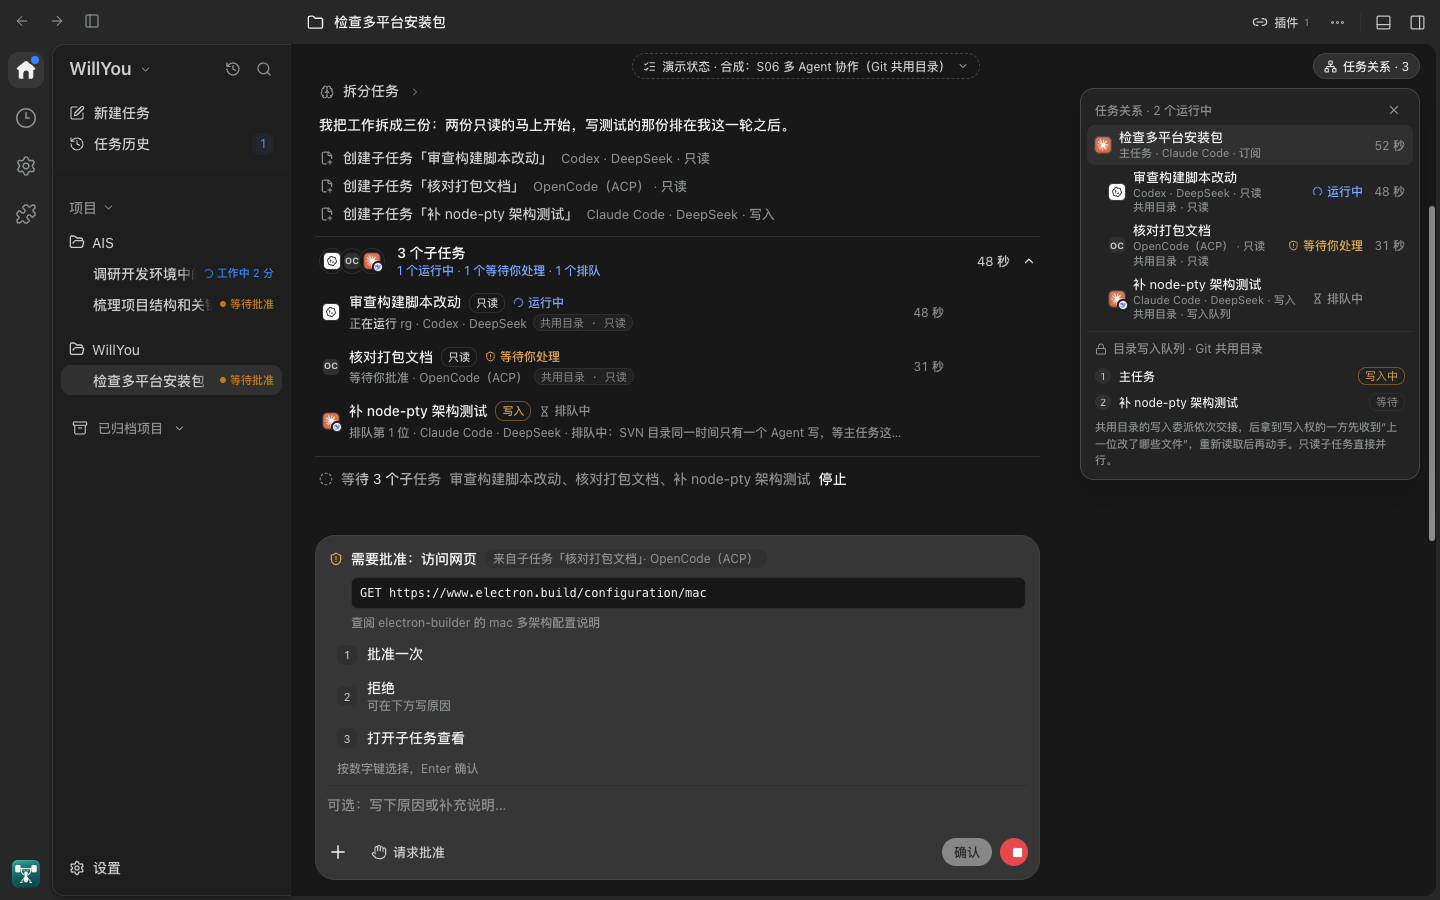 检查多平台安装包
插件 1
WillYou
新建任务
任务历史 1
项目
AIS
调研开发环境中 工作中 2 分
梳理项目结构和关 等待批准
WillYou
检查多平台安装包 等待批准
已归档项目
设置
演示状态 · 合成：S06 多 Agent 协作（Git 共用目录）
拆分任务
我把工作拆成三份：两份只读的马上开始，写测试的那份排在我这一轮之后。
创建子任务「审查构建脚本改动」 Codex · DeepSeek · 只读
创建子任务「核对打包文档」 OpenCode（ACP） · 只读
创建子任务「补 node-pty 架构测试」 Claude Code · DeepSeek · 写入
OC
3 个子任务
1 个运行中 · 1 个等待你处理 · 1 个排队
48 秒
审查构建脚本改动 只读 运行中
正在运行 rg · Codex · DeepSeek 共用目录 · 只读
48 秒
OC
核对打包文档 只读 等待你处理
等待你批准 · OpenCode（ACP） 共用目录 · 只读
31 秒
补 node-pty 架构测试 写入 排队中
排队第 1 位 · Claude Code · DeepSeek · 排队中：SVN 目录同一时间只有一个 Agent 写，等主任务这...
等待 3 个子任务 审查构建脚本改动、核对打包文档、补 node-pty 架构测试 停止
需要批准：访问网页 来自子任务「核对打包文档」· OpenCode（ACP）
GET https://www.electron.build/configuration/mac
查阅 electron-builder 的 mac 多架构配置说明
1 批准一次
2 拒绝
可在下方写原因
3 打开子任务查看
按数字键选择，Enter 确认
可选：写下原因或补充说明...
请求批准
确认
任务关系 · 3
任务关系 · 2 个运行中
检查多平台安装包
主任务 · Claude Code · 订阅
52 秒
审查构建脚本改动
Codex · DeepSeek · 只读
共用目录 · 只读
运行中 48 秒
OC
核对打包文档
OpenCode（ACP） · 只读
共用目录 · 只读
等待你处理 31 秒
补 node-pty 架构测试
Claude Code · DeepSeek · 写入
共用目录 · 写入队列
排队中
目录写入队列 · Git 共用目录
1 主任务 写入中
2 补 node-pty 架构测试 等待
共用目录的写入委派依次交接，后拿到写入权的一方先收到“上
一位改了哪些文件”，重新读取后再动手。只读子任务直接并
行。